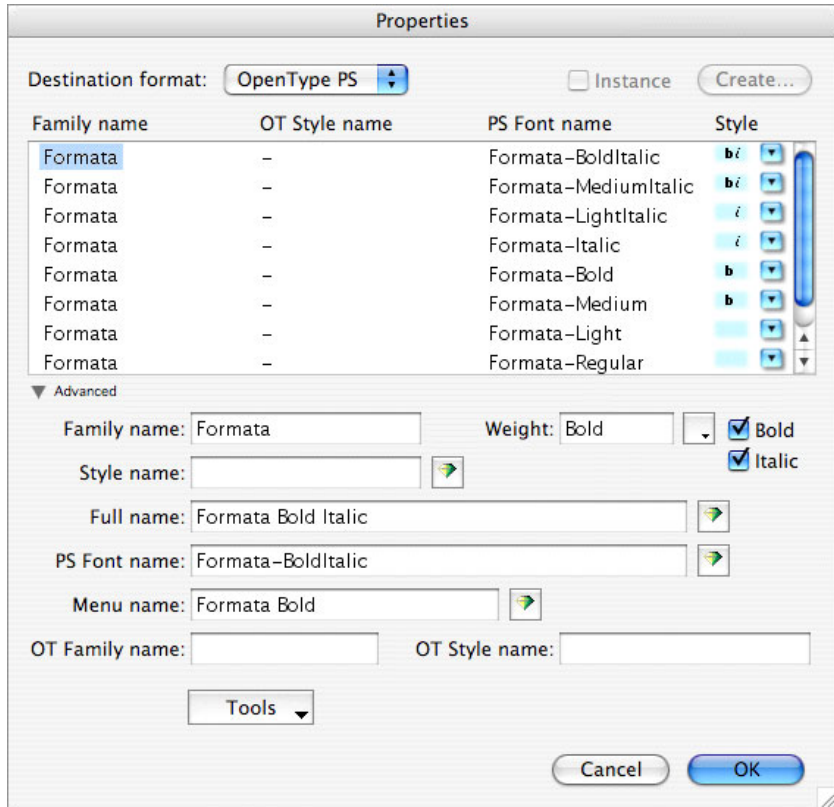 Properties
Destination format: OpenType PS Instance Create...
Family name OT Style name PS Font name Style
Formata – Formata-BoldItalic bi
Formata – Formata-MediumItalic bi
Formata – Formata-LightItalic i
Formata – Formata-Italic i
Formata – Formata-Bold b
Formata – Formata-Medium b
Formata – Formata-Light
Formata – Formata-Regular
Advanced
Family name: Formata Weight: Bold Bold
Style name: Italic
Full name: Formata Bold Italic
PS Font name: Formata-BoldItalic
Menu name: Formata Bold
OT Family name: OT Style name:
Tools
Cancel OK